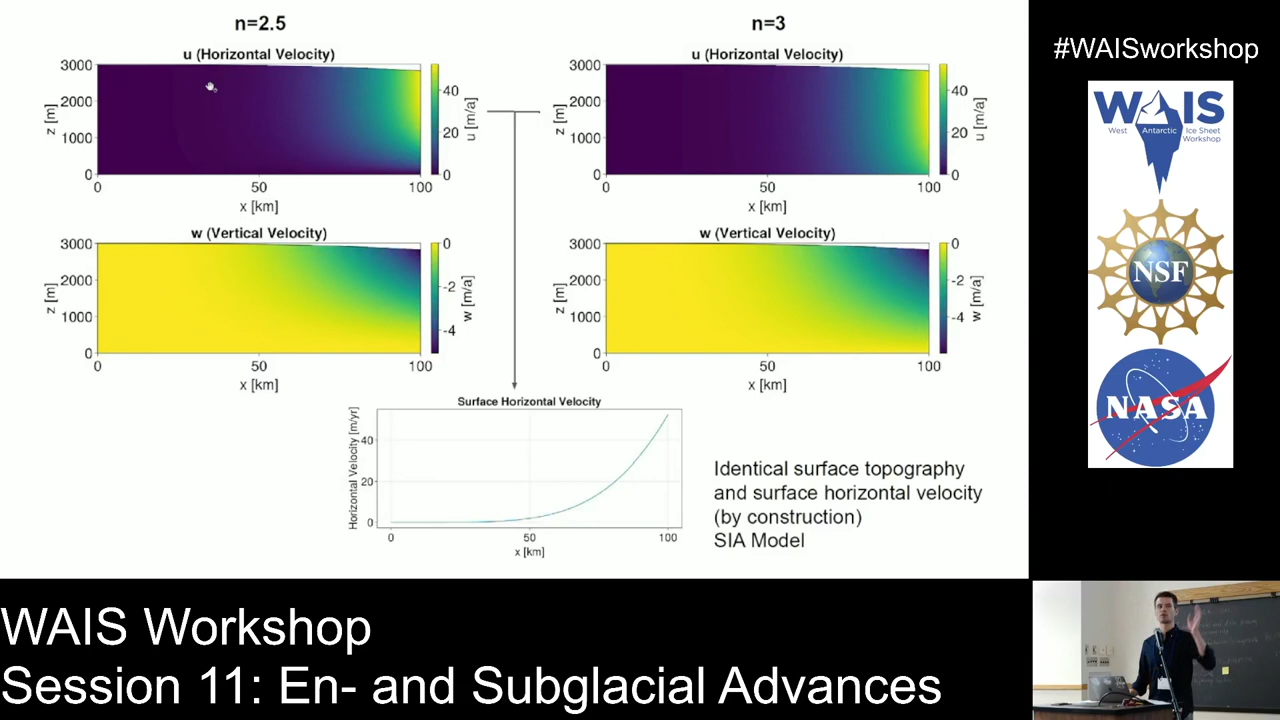 n=2.5
n=3
u (Horizontal Velocity)
3000
2000
1000
0
z [m]
0
50
100
x [km]
40
20
0
u [m/a]
u (Horizontal Velocity)
3000
2000
1000
0
z [m]
0
50
100
x [km]
40
20
0
u [m/a]
w (Vertical Velocity)
3000
2000
1000
0
z [m]
0
50
100
x [km]
0
-2
-4
w [m/a]
w (Vertical Velocity)
3000
2000
1000
0
z [m]
0
50
100
x [km]
0
-2
-4
w [m/a]
Surface Horizontal Velocity
Horizontal Velocity [m/yr]
40
20
0
0
50
100
x [km]
Identical surface topography
and surface horizontal velocity
(by construction)
SIA Model
#WAISworkshop
WAIS
West Antarctic Ice Sheet
Workshop
NSF
NASA
WAIS Workshop
Session 11: En- and Subglacial Advances